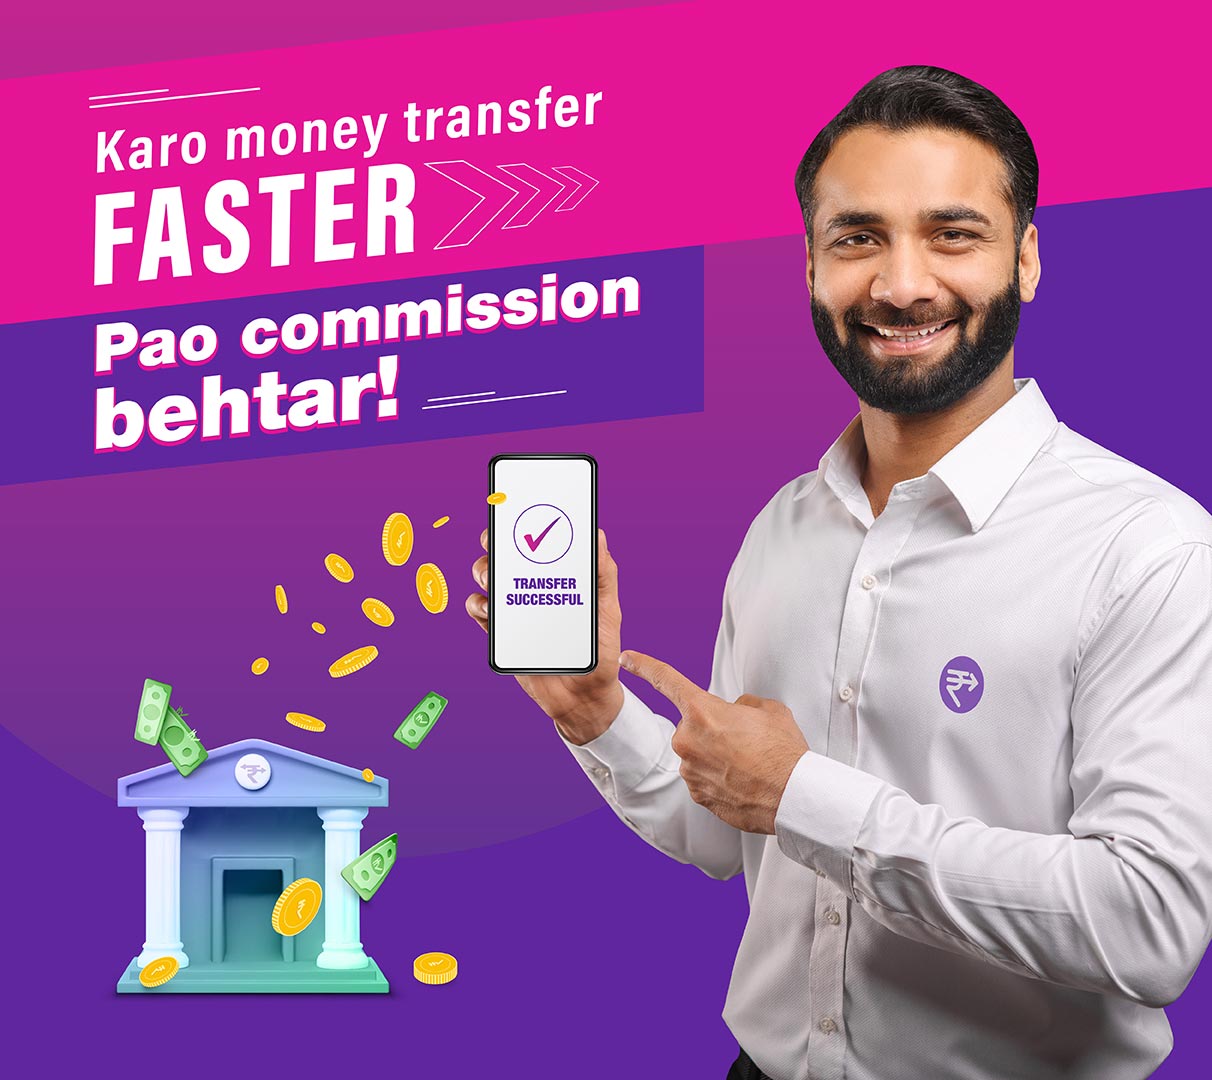 Karo money transfer
FASTER
Pao commission
behtar!
TRANSFER
SUCCESSFUL